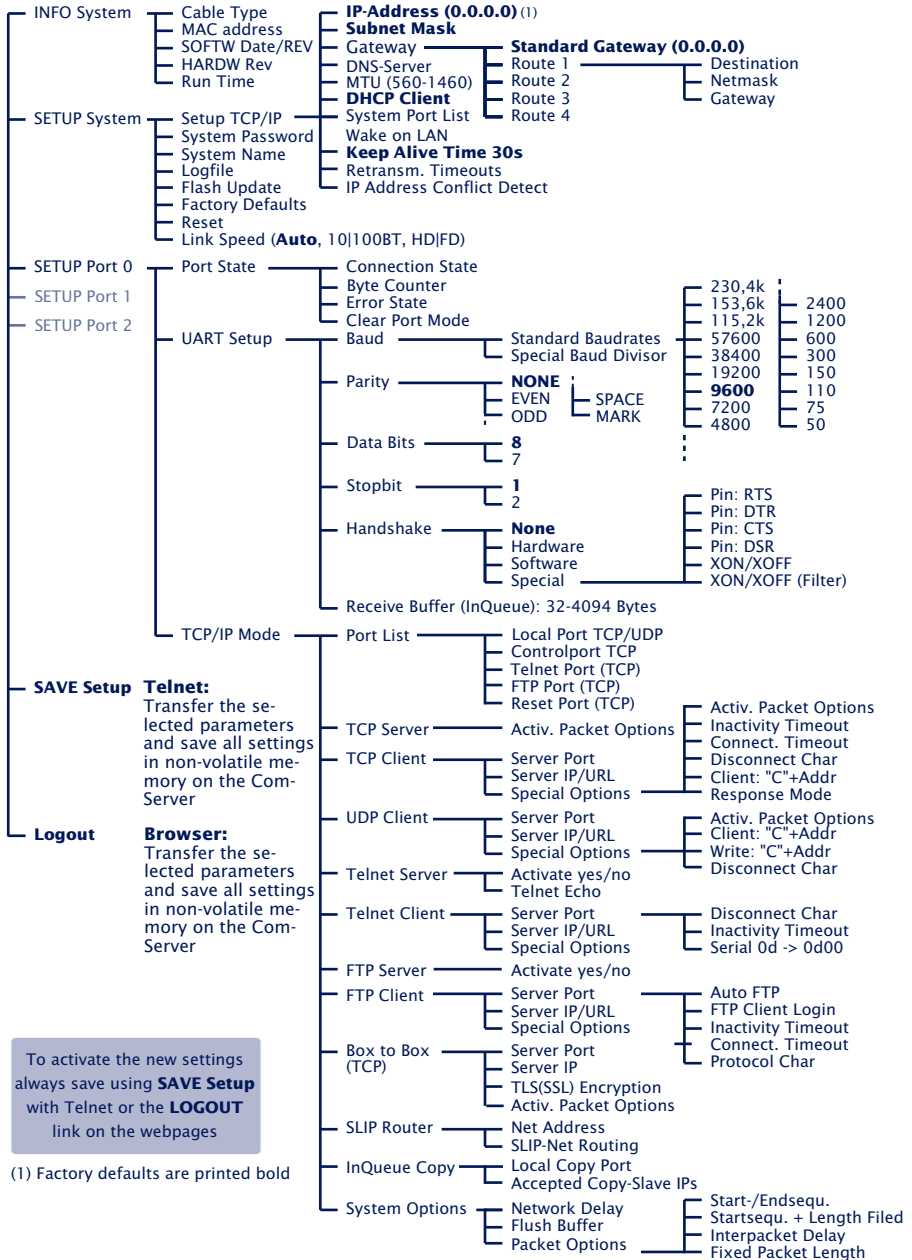 INFO System
Cable Type
MAC address
SOFTW Date/REV
HARDW Rev
Run Time
SETUP System
Setup TCP/IP
IP-Address (0.0.0.0) (1)
Subnet Mask
Gateway
Standard Gateway (0.0.0.0)
Route 1
Destination
Netmask
Gateway
Route 2
Route 3
Route 4
DNS-Server
MTU (560-1460)
DHCP Client
System Port List
Wake on LAN
Keep Alive Time 30s
Retransm. Timeouts
IP Address Conflict Detect
System Password
System Name
Logfile
Flash Update
Factory Defaults
Reset
Link Speed (Auto, 10|100BT, HD|FD)
SETUP Port 0
SETUP Port 1
SETUP Port 2
Port State
Connection State
Byte Counter
Error State
Clear Port Mode
UART Setup
Baud
Standard Baudrates
Special Baud Divisor
230,4k
153,6k
115,2k
57600
38400
19200
9600
7200
4800
2400
1200
600
300
150
110
75
50
Parity
NONE
EVEN
ODD
SPACE
MARK
Data Bits
8
7
Stopbit
1
2
Handshake
None
Hardware
Software
Special
Pin: RTS
Pin: DTR
Pin: CTS
Pin: DSR
XON/XOFF
XON/XOFF (Filter)
Receive Buffer (InQueue): 32-4094 Bytes
TCP/IP Mode
Port List
Local Port TCP/UDP
Controlport TCP
Telnet Port (TCP)
FTP Port (TCP)
Reset Port (TCP)
TCP Server
Activ. Packet Options
TCP Client
Server Port
Server IP/URL
Special Options
Activ. Packet Options
Inactivity Timeout
Connect. Timeout
Disconnect Char
Client: "C"+Addr
Response Mode
UDP Client
Server Port
Server IP/URL
Special Options
Activ. Packet Options
Client: "C"+Addr
Write: "C"+Addr
Disconnect Char
Telnet Server
Activate yes/no
Telnet Echo
Telnet Client
Server Port
Server IP/URL
Special Options
Disconnect Char
Inactivity Timeout
Serial 0d -> 0d00
FTP Server
Activate yes/no
FTP Client
Server Port
Server IP/URL
Special Options
Auto FTP
FTP Client Login
Inactivity Timeout
Connect. Timeout
Protocol Char
Box to Box
(TCP)
Server Port
Server IP
TLS(SSL) Encryption
Activ. Packet Options
SLIP Router
Net Address
SLIP-Net Routing
InQueue Copy
Local Copy Port
Accepted Copy-Slave IPs
System Options
Network Delay
Flush Buffer
Packet Options
Start-/Endsequ.
Startsequ. + Length Filed
Interpacket Delay
Fixed Packet Length
SAVE Setup
Telnet:
Transfer the se-
lected parameters
and save all settings
in non-volatile me-
mory on the Com-
Server
Logout
Browser:
Transfer the se-
lected parameters
and save all settings
in non-volatile me-
mory on the Com-
Server
To activate the new settings
always save using SAVE Setup
with Telnet or the LOGOUT
link on the webpages
(1) Factory defaults are printed bold